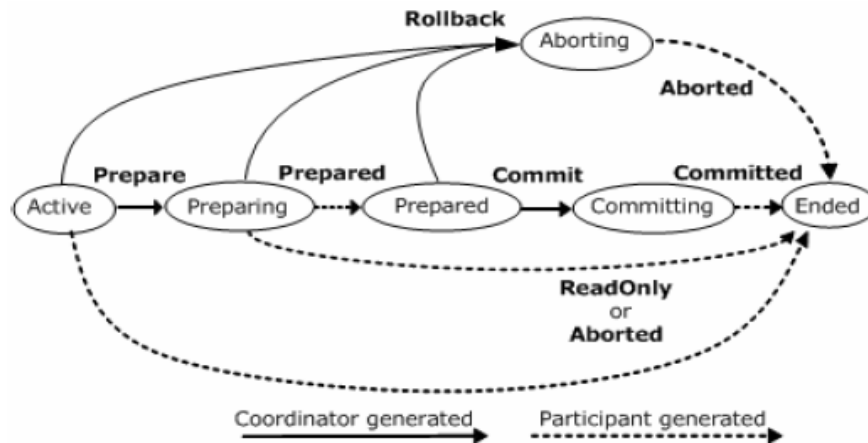 Rollback
Aborting
Aborted
Prepare
Prepared
Commit
Committed
Active
Preparing
Prepared
Committing
Ended
ReadOnly
or
Aborted
Coordinator generated
Participant generated